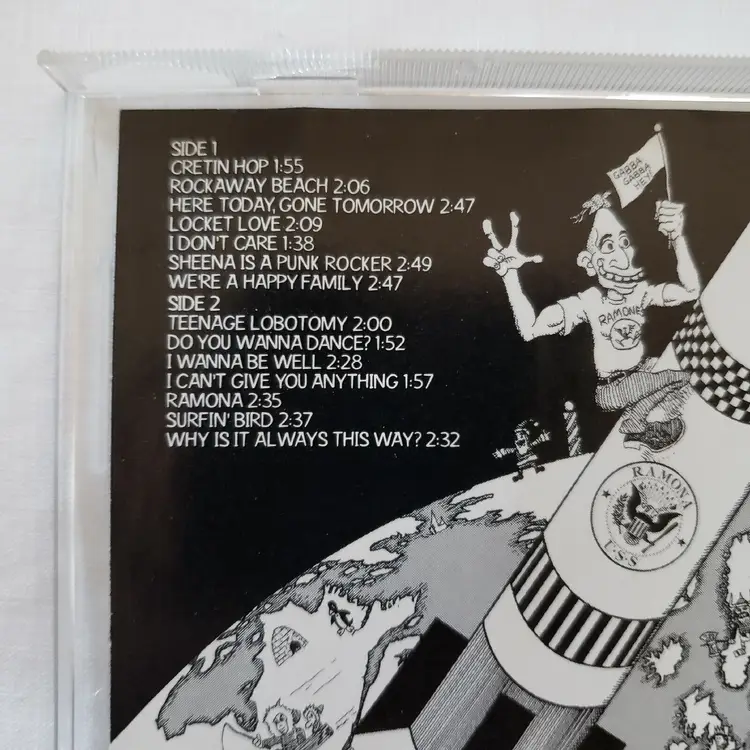 SIDE 1
CRETIN HOP 1:55
ROCKAWAY BEACH 2:06
HERE TODAY, GONE TOMORROW 2:47
LOCKET LOVE 2:09
I DON'T CARE 1:38
SHEENA IS A PUNK ROCKER 2:49
WE'RE A HAPPY FAMILY 2:47
SIDE 2
TEENAGE LOBOTOMY 2:00
DO YOU WANNA DANCE? 1:52
I WANNA BE WELL 2:28
I CAN'T GIVE YOU ANYTHING 1:57
RAMONA 2:35
SURFIN' BIRD 2:37
WHY IS IT ALWAYS THIS WAY? 2:32
GABBA
GABBA
HEY!
RAMONES
RAMONA
U·S·S